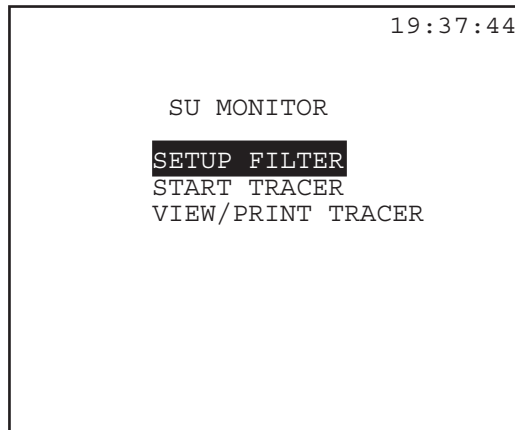 19:37:44
SU MONITOR
SETUP FILTER
START TRACER
VIEW/PRINT TRACER